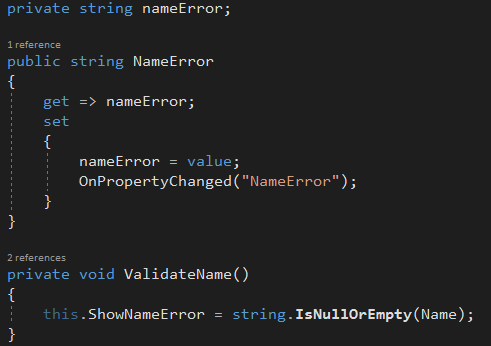 private string nameError;
1 reference
public string NameError
{
get => nameError;
set
{
nameError = value;
OnPropertyChanged("NameError");
}
}
2 references
private void ValidateName()
{
this.ShowNameError = string.IsNullOrEmpty(Name);
}